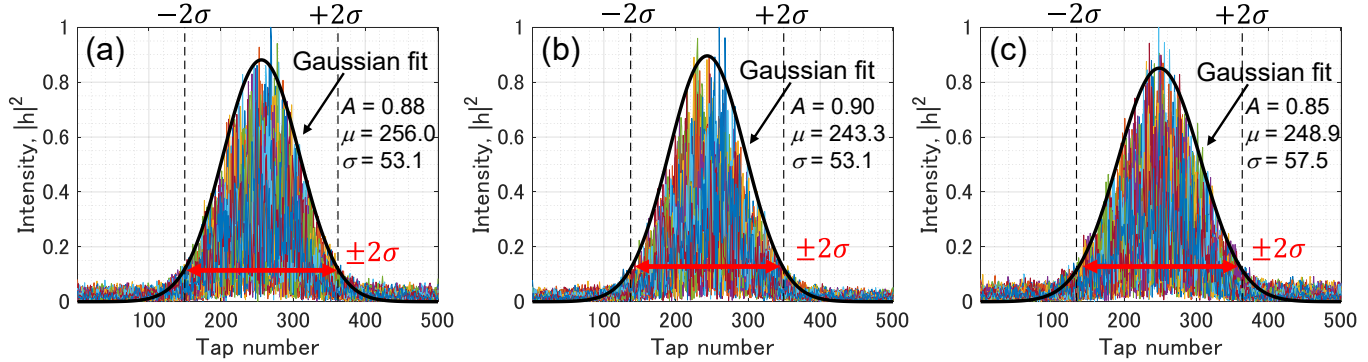 −2σ +2σ
(a)
Gaussian fit
A = 0.88
μ = 256.0
σ = 53.1
±2σ
Intensity, |h|²
1
0.8
0.6
0.4
0.2
0
100 200 300 400 500
Tap number
−2σ +2σ
(b)
Gaussian fit
A = 0.90
μ = 243.3
σ = 53.1
±2σ
Intensity, |h|²
1
0.8
0.6
0.4
0.2
0
100 200 300 400 500
Tap number
−2σ +2σ
(c)
Gaussian fit
A = 0.85
μ = 248.9
σ = 57.5
±2σ
Intensity, |h|²
1
0.8
0.6
0.4
0.2
0
100 200 300 400 500
Tap number